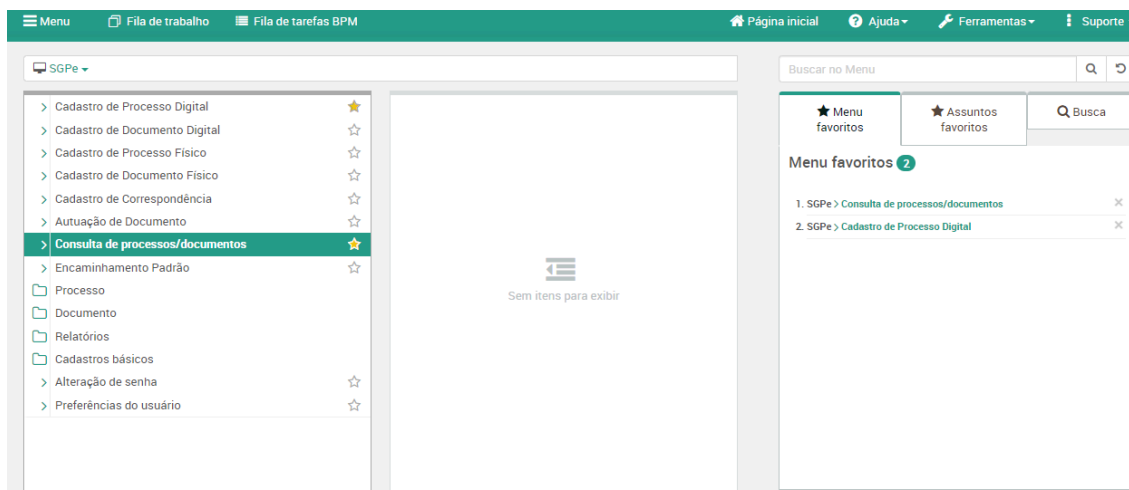 Menu
Fila de trabalho
Fila de tarefas BPM
Página inicial
Ajuda
Ferramentas
Suporte
SGPe
Buscar no Menu
Cadastro de Processo Digital
Cadastro de Documento Digital
Cadastro de Processo Físico
Cadastro de Documento Físico
Cadastro de Correspondência
Autuação de Documento
Consulta de processos/documentos
Encaminhamento Padrão
Processo
Documento
Relatórios
Cadastros básicos
Alteração de senha
Preferências do usuário
Sem itens para exibir
Menu
favoritos
Assuntos
favoritos
Busca
Menu favoritos 2
1. SGPe > Consulta de processos/documentos
2. SGPe > Cadastro de Processo Digital